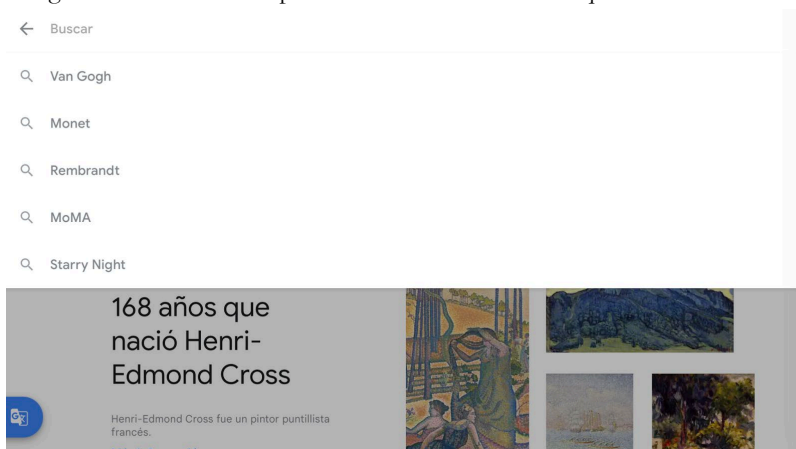 Buscar
Van Gogh
Monet
Rembrandt
MoMA
Starry Night
168 años que
nació Henri-
Edmond Cross
Henri-Edmond Cross fue un pintor puntillista
francés.